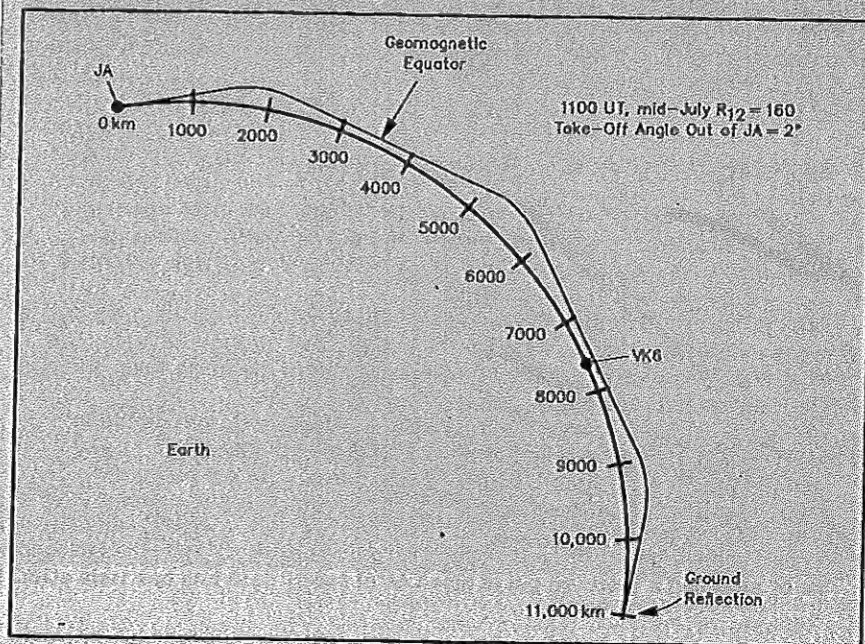 Geomagnetic
Equator
JA
1100 UT, mid-July R12 = 160
Take-Off Angle Out of JA = 2°
0 km
1000
2000
3000
4000
5000
6000
7000
VK6
8000
Earth
9000
10,000
Ground
Reflection
11,000 km